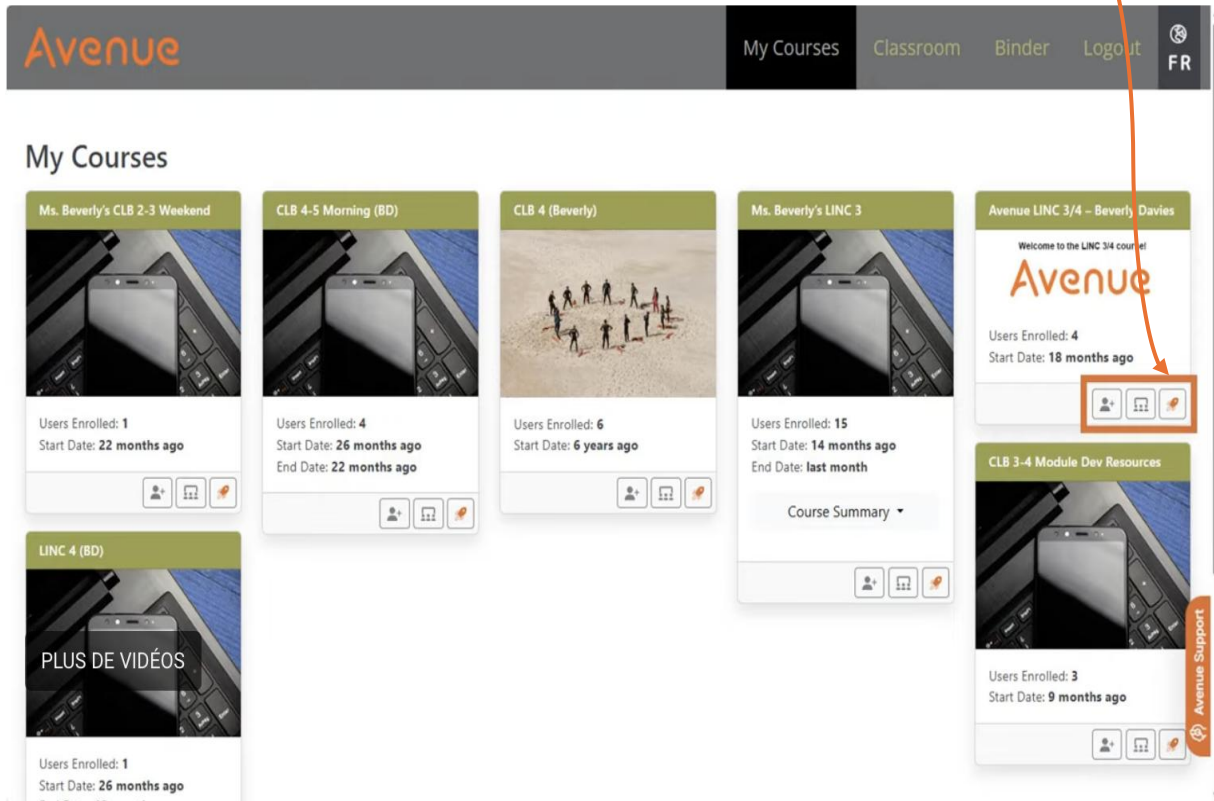 Avenue
My Courses
Classroom
Binder
Logout
FR
My Courses
Ms. Beverly's CLB 2-3 Weekend
Users Enrolled: 1
Start Date: 22 months ago
LINC 4 (BD)
PLUS DE VIDÉOS
Users Enrolled: 1
Start Date: 26 months ago
CLB 4-5 Morning (BD)
Users Enrolled: 4
Start Date: 26 months ago
End Date: 22 months ago
CLB 4 (Beverly)
Users Enrolled: 6
Start Date: 6 years ago
Ms. Beverly's LINC 3
Users Enrolled: 15
Start Date: 14 months ago
End Date: last month
Course Summary
Avenue LINC 3/4 – Beverly Davies
Welcome to the LINC 3/4 course!
Avenue
Users Enrolled: 4
Start Date: 18 months ago
CLB 3-4 Module Dev Resources
Users Enrolled: 3
Start Date: 9 months ago
Avenue Support